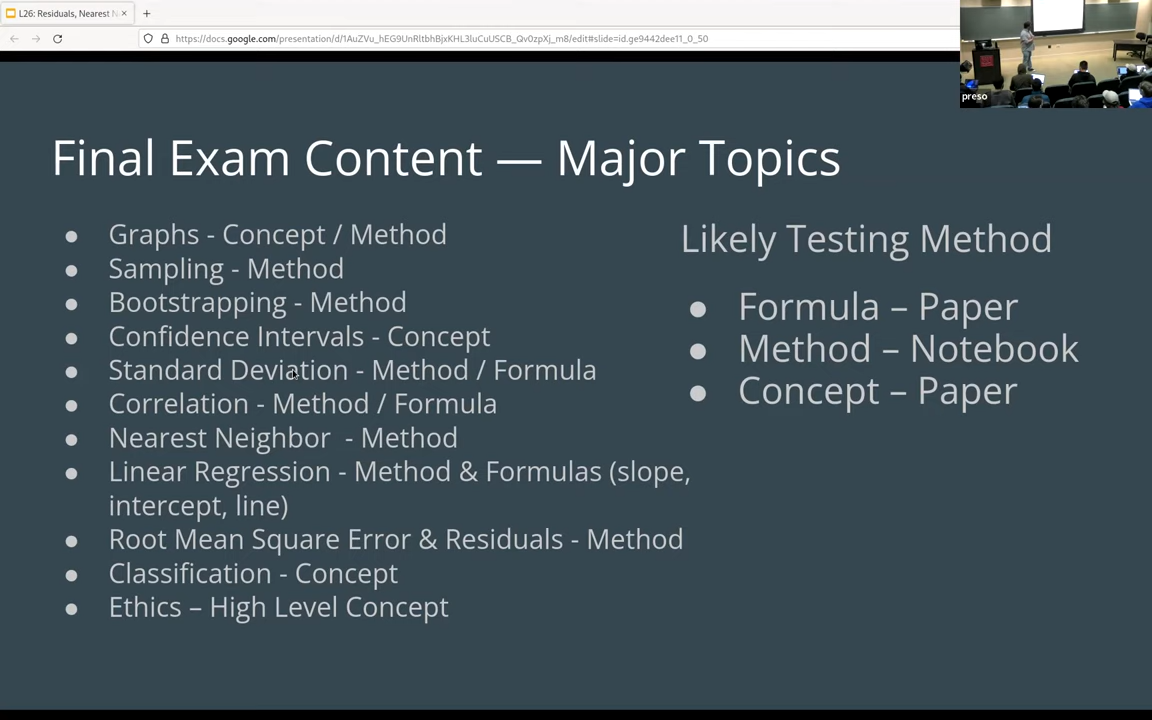 L26: Residuals, Nearest N
https://docs.google.com/presentation/d/1AuZVu_hEG9UnRltbhBjxKHL3luCuUSCB_Qv0zpXj_m8/edit#slide=id.ge9442dee11_0_50
preso
Final Exam Content — Major Topics
● Graphs - Concept / Method
● Sampling - Method
● Bootstrapping - Method
● Confidence Intervals - Concept
● Standard Deviation - Method / Formula
● Correlation - Method / Formula
● Nearest Neighbor - Method
● Linear Regression - Method & Formulas (slope,
intercept, line)
● Root Mean Square Error & Residuals - Method
● Classification - Concept
● Ethics – High Level Concept
Likely Testing Method
● Formula – Paper
● Method – Notebook
● Concept – Paper